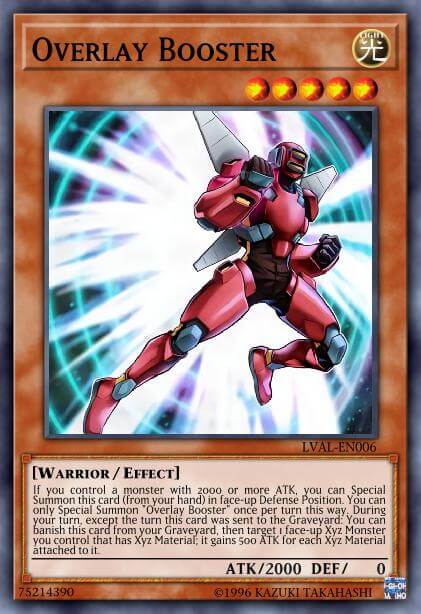 OVERLAY BOOSTER
LIGHT
光
LVAL-EN006
[WARRIOR / EFFECT]
If you control a monster with 2000 or more ATK, you can Special
Summon this card (from your hand) in face-up Defense Position. You can
only Special Summon "Overlay Booster" once per turn this way. During
your turn, except the turn this card was sent to the Graveyard: You can
banish this card from your Graveyard, then target 1 face-up Xyz Monster
you control that has Xyz Material; it gains 500 ATK for each Xyz Material
attached to it.
ATK/2000 DEF/ 0
75214390
©1996 KAZUKI TAKAHASHI